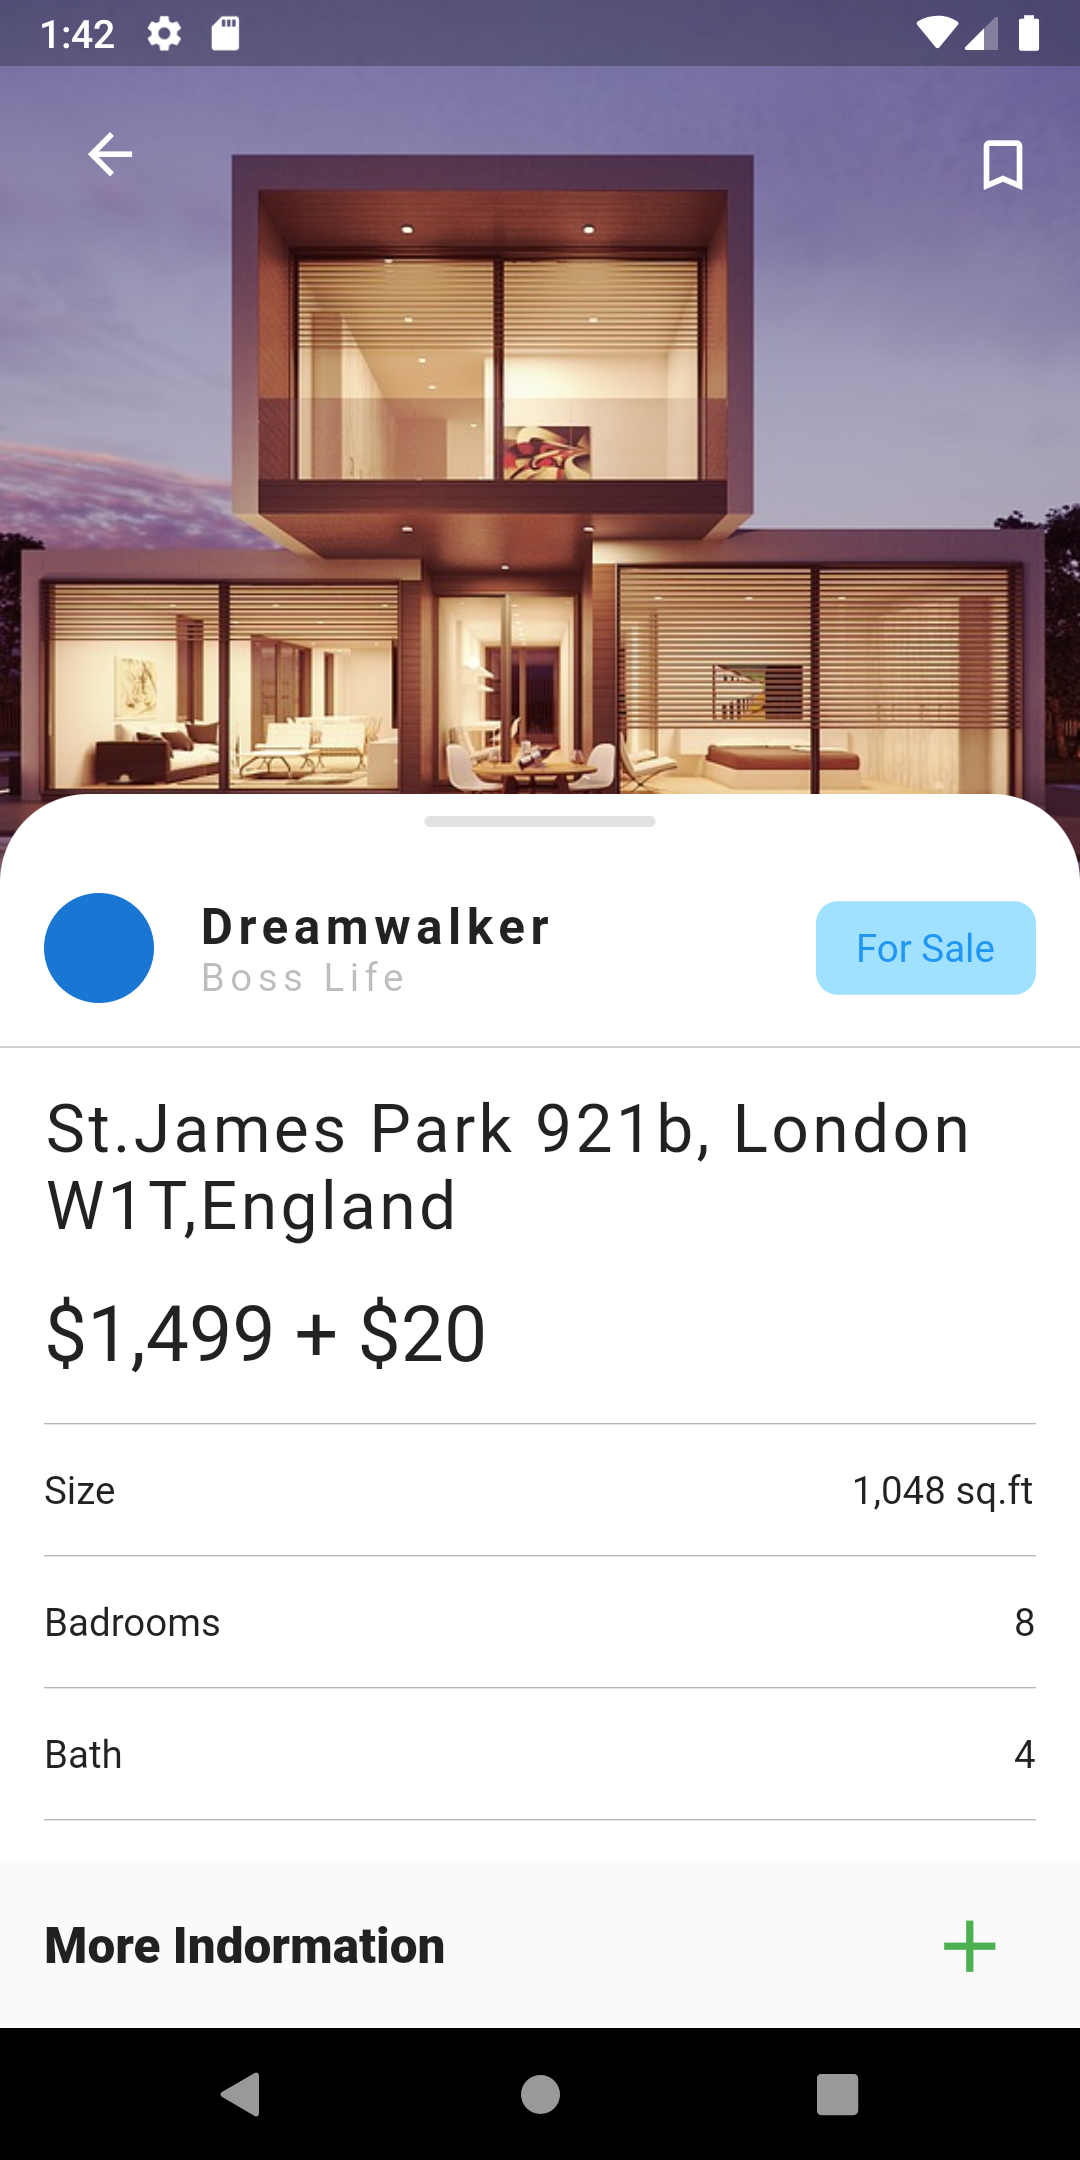 1:42
Dreamwalker
Boss Life
For Sale
St.James Park 921b, London
W1T,England
$1,499 + $20
Size 1,048 sq.ft
Badrooms 8
Bath 4
More Indormation